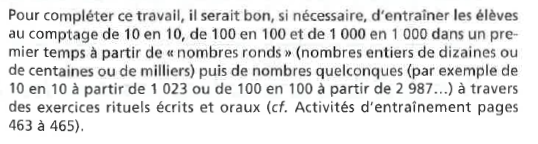 Pour compléter ce travail, il serait bon, si nécessaire, d'entraîner les élèves
au comptage de 10 en 10, de 100 en 100 et de 1 000 en 1 000 dans un pre-
mier temps à partir de « nombres ronds » (nombres entiers de dizaines ou
de centaines ou de milliers) puis de nombres quelconques (par exemple de
10 en 10 à partir de 1 023 ou de 100 en 100 à partir de 2 987...) à travers
des exercices rituels écrits et oraux (cf. Activités d'entraînement pages
463 à 465).